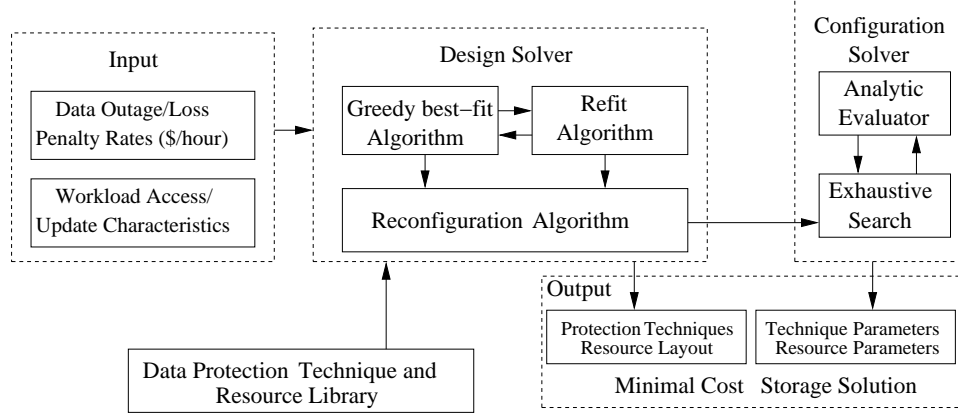 Input
Data Outage/Loss
Penalty Rates ($/hour)
Workload Access/
Update Characteristics
Design Solver
Greedy best−fit
Algorithm
Refit
Algorithm
Reconfiguration Algorithm
Configuration
Solver
Analytic
Evaluator
Exhaustive
Search
Data Protection Technique and
Resource Library
Output
Protection Techniques
Resource Layout
Technique Parameters
Resource Parameters
Minimal Cost Storage Solution